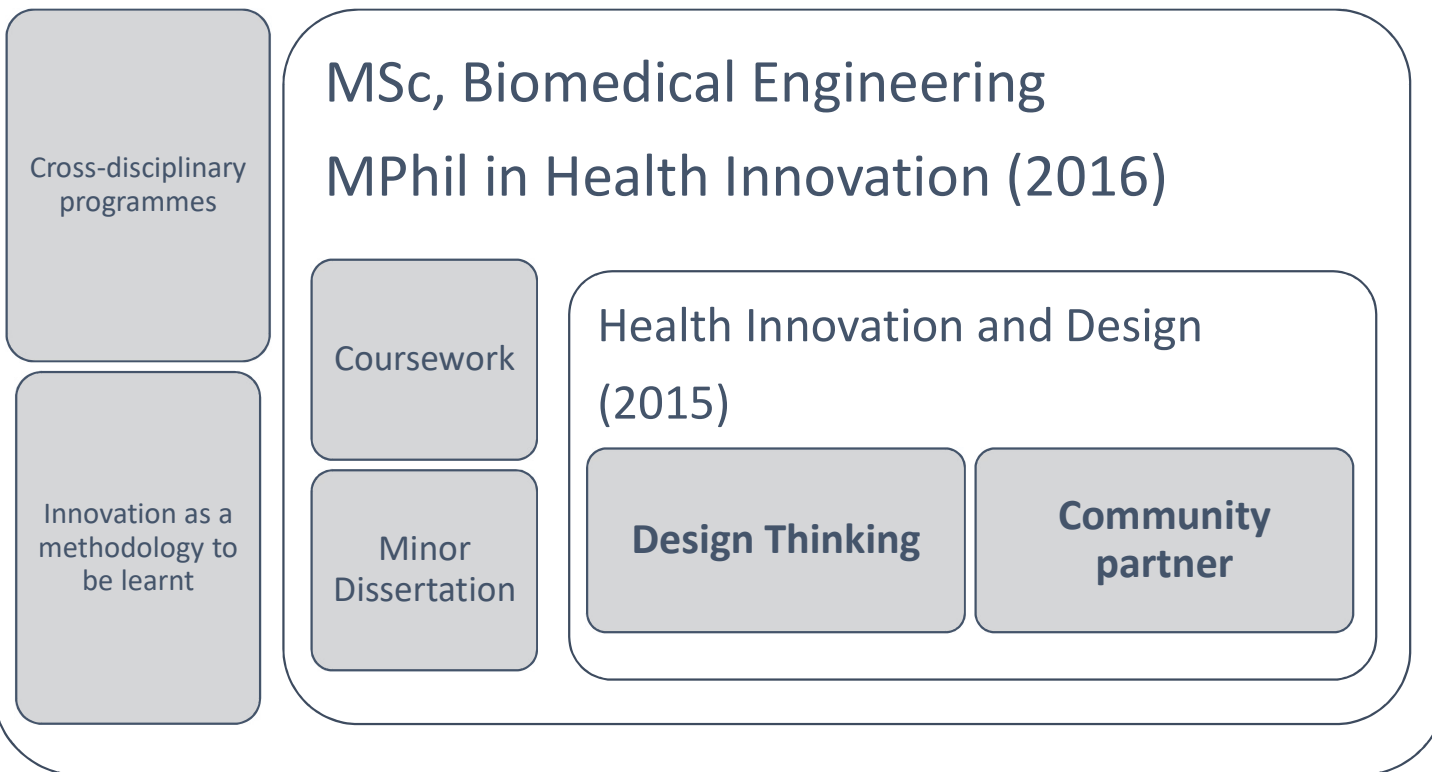 Cross-disciplinary
programmes
Innovation as a
methodology to
be learnt
MSc, Biomedical Engineering
MPhil in Health Innovation (2016)
Coursework
Minor
Dissertation
Health Innovation and Design
(2015)
Design Thinking
Community
partner